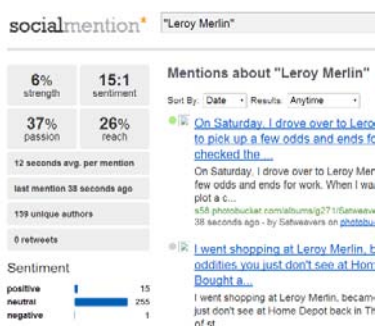 socialmention*
"Leroy Merlin"
6%
strength
15:1
sentiment
37%
passion
26%
reach
12 seconds avg. per mention
last mention 38 seconds ago
139 unique authors
0 retweets
Sentiment
positive 15
neutral 255
negative 1
Mentions about "Leroy Merlin"
Sort By: Date Results: Anytime
On Saturday, I drove over to Lero
to pick up a few odds and ends fo
checked the ...
On Saturday, I drove over to Leroy Mer
few odds and ends for work. When I wa
plot a c...
38 seconds ago - by Satweavers on photobu
I went shopping at Leroy Merlin, b
oddities you just don't see at Hom
Bought a...
I went shopping at Leroy Merlin, becam
just don't see at Home Depot back in Th
of st